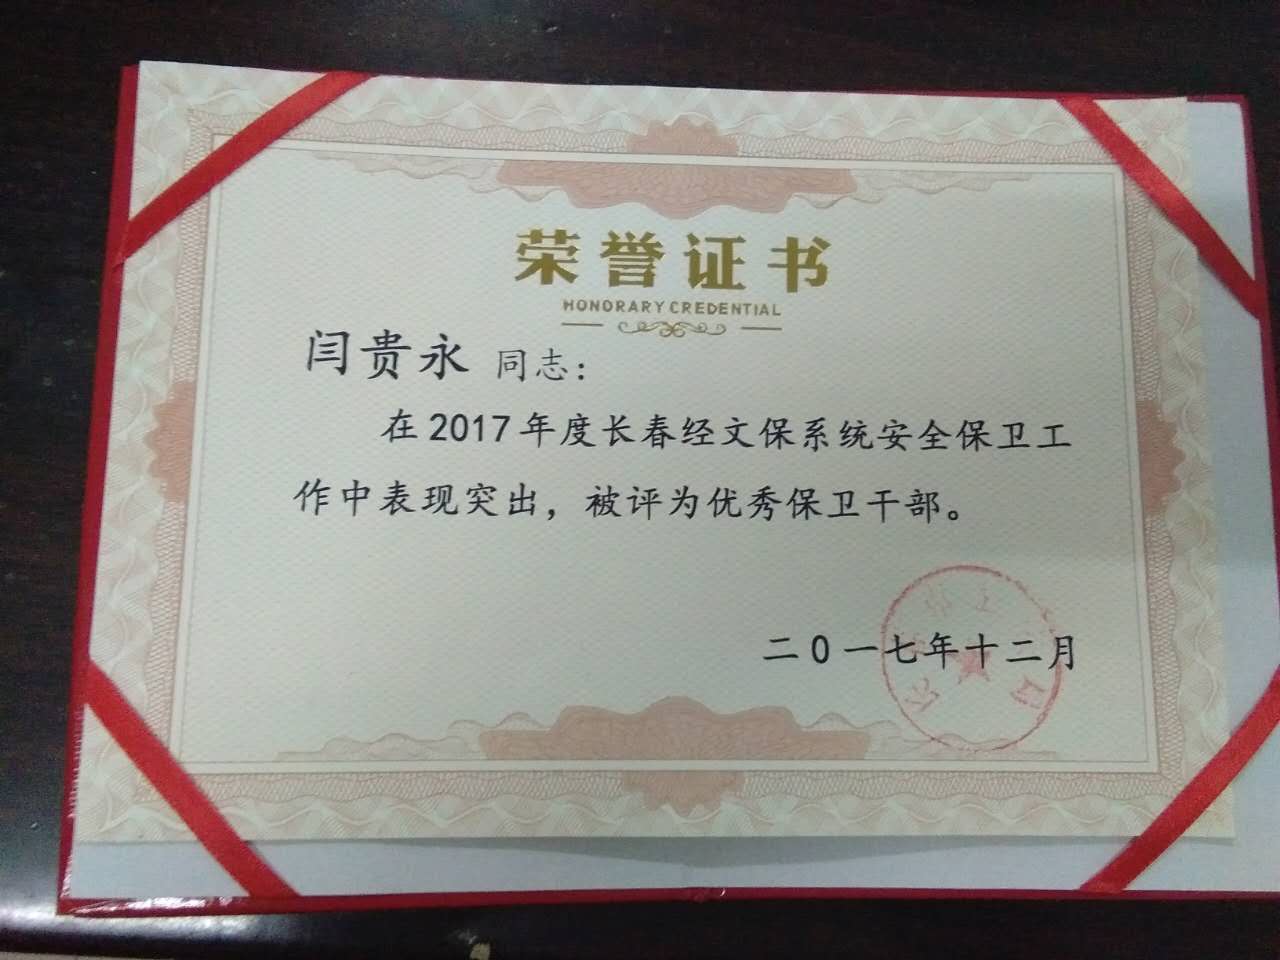 荣誉证书
HONORARY CREDENTIAL
闫贵永 同志：
在2017年度长春经文保系统安全保卫工
作中表现突出，被评为优秀保卫干部。
二0一七年十二月